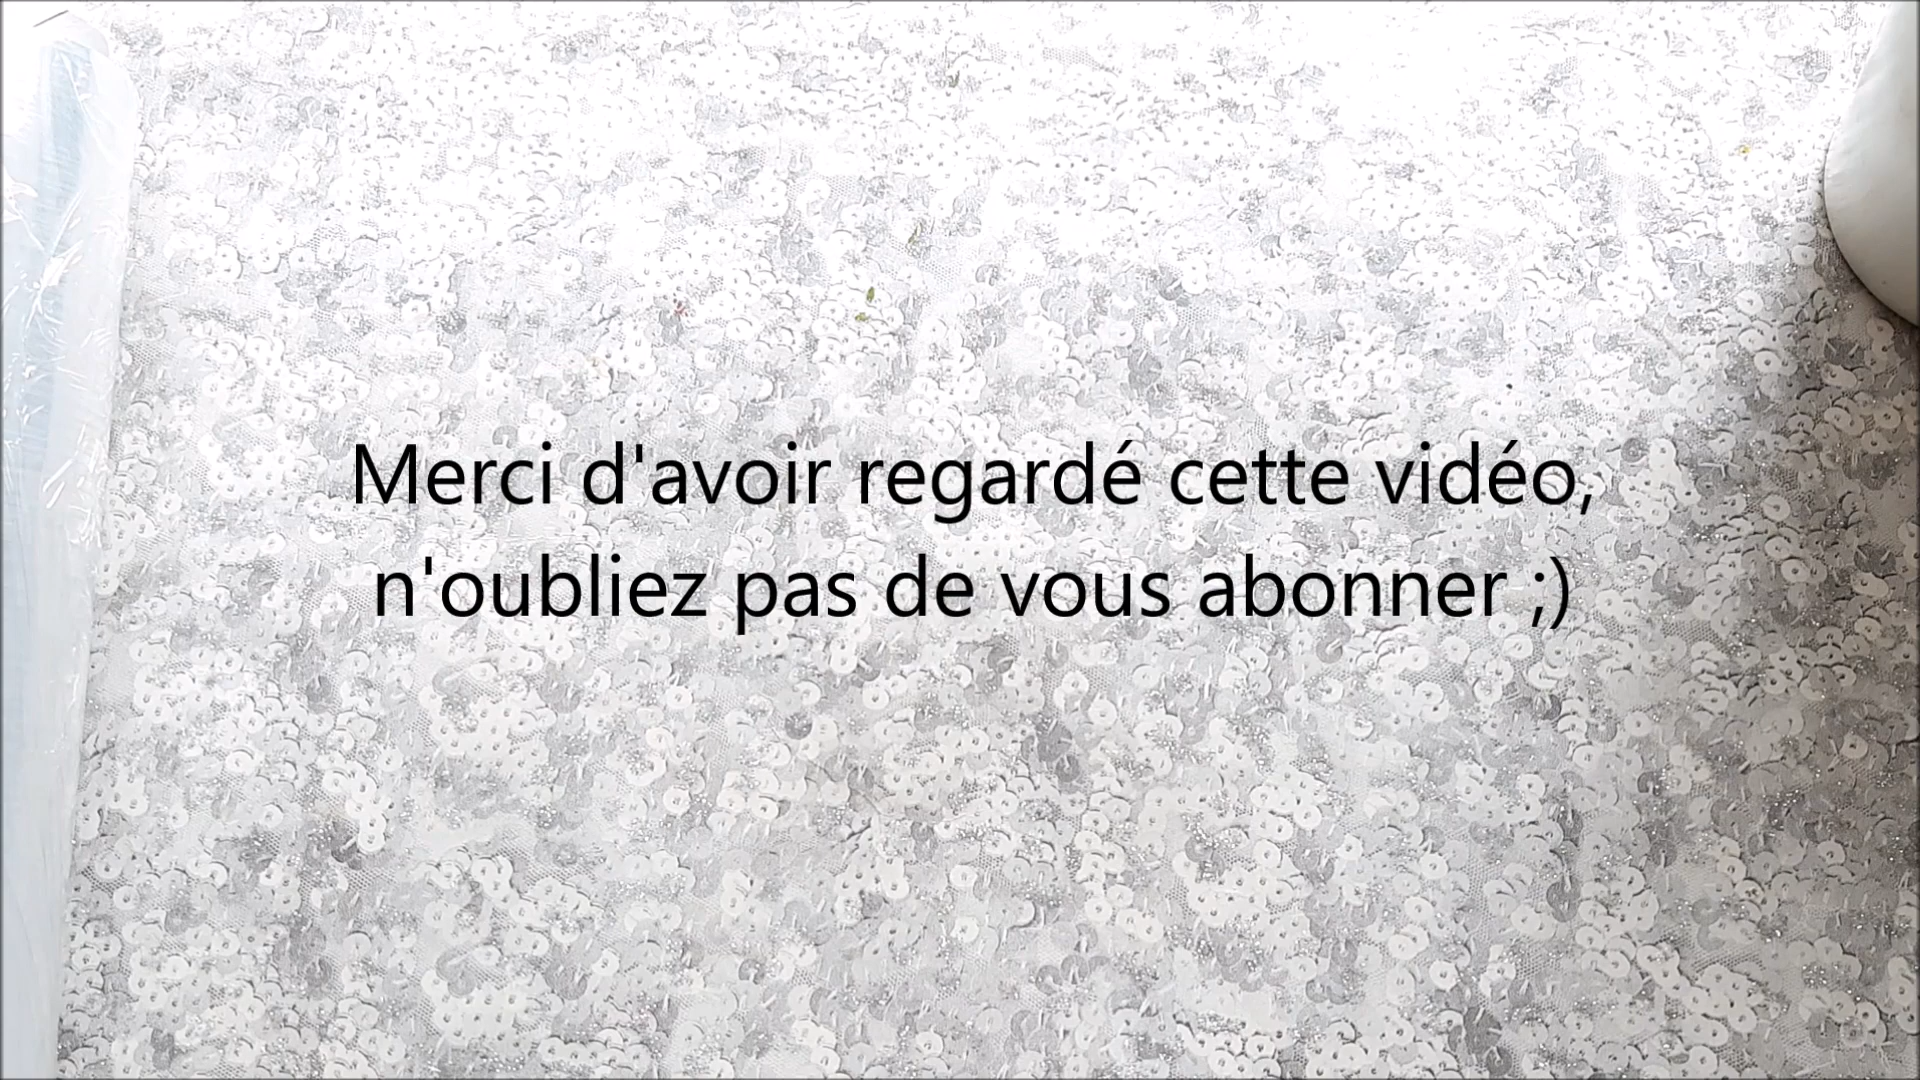 Merci d'avoir regardé cette vidéo,
n'oubliez pas de vous abonner ;)